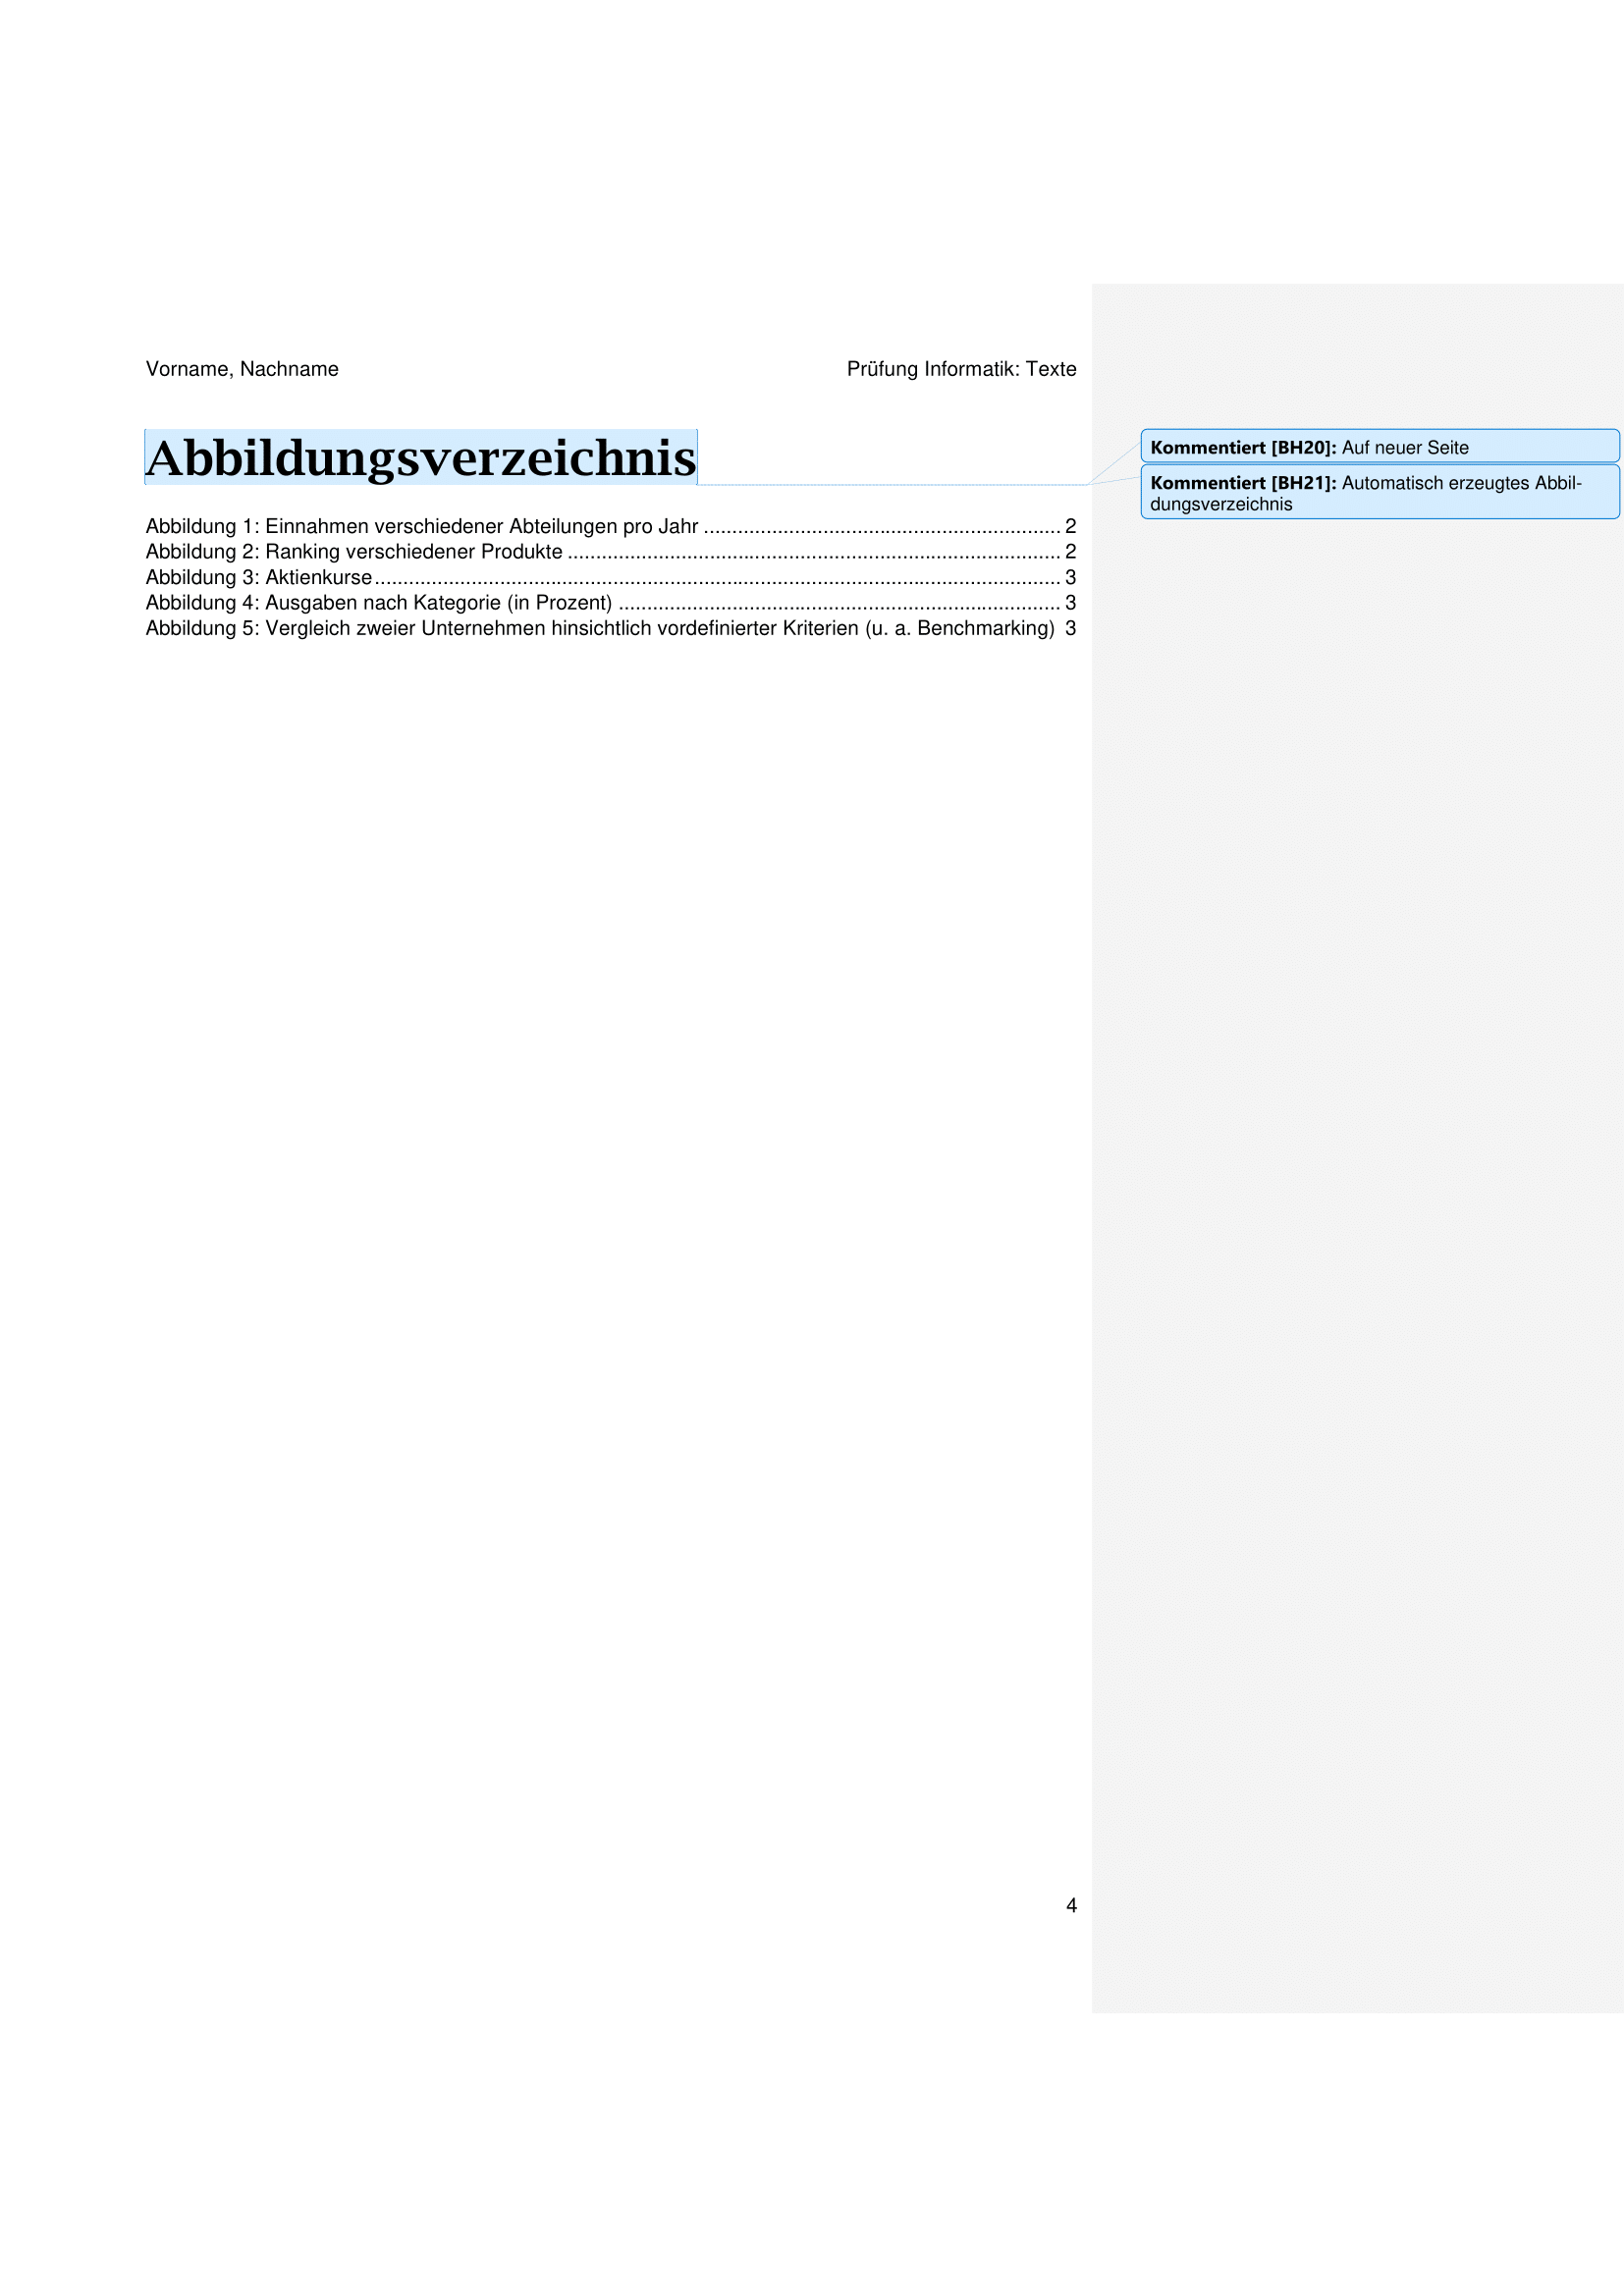 Vorname, Nachname Prüfung Informatik: Texte
Abbildungsverzeichnis
Kommentiert [BH20]: Auf neuer Seite
Kommentiert [BH21]: Automatisch erzeugtes Abbil-
dungsverzeichnis
Abbildung 1: Einnahmen verschiedener Abteilungen pro Jahr ............................................................... 2
Abbildung 2: Ranking verschiedener Produkte ....................................................................................... 2
Abbildung 3: Aktienkurse......................................................................................................................... 3
Abbildung 4: Ausgaben nach Kategorie (in Prozent) .............................................................................. 3
Abbildung 5: Vergleich zweier Unternehmen hinsichtlich vordefinierter Kriterien (u. a. Benchmarking) 3
4